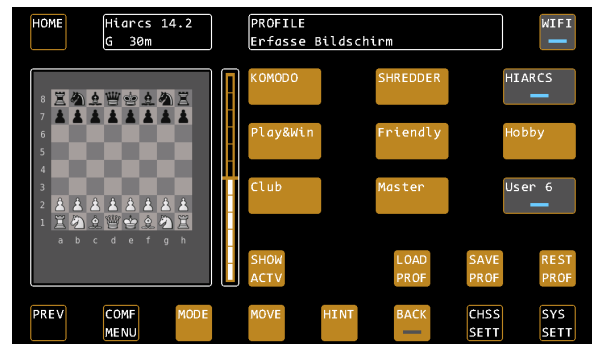 HOME
Hiarcs 14.2
G 30m
PROFILE
Erfasse Bildschirm
WIFI
KOMODO
SHREDDER
HIARCS
Play&Win
Friendly
Hobby
Club
Master
User 6
8
7
6
5
4
3
2
1
a b c d e f g h
SHOW
ACTV
LOAD
PROF
SAVE
PROF
REST
PROF
PREV
COMF
MENU
MODE
MOVE
HINT
BACK
CHSS
SETT
SYS
SETT